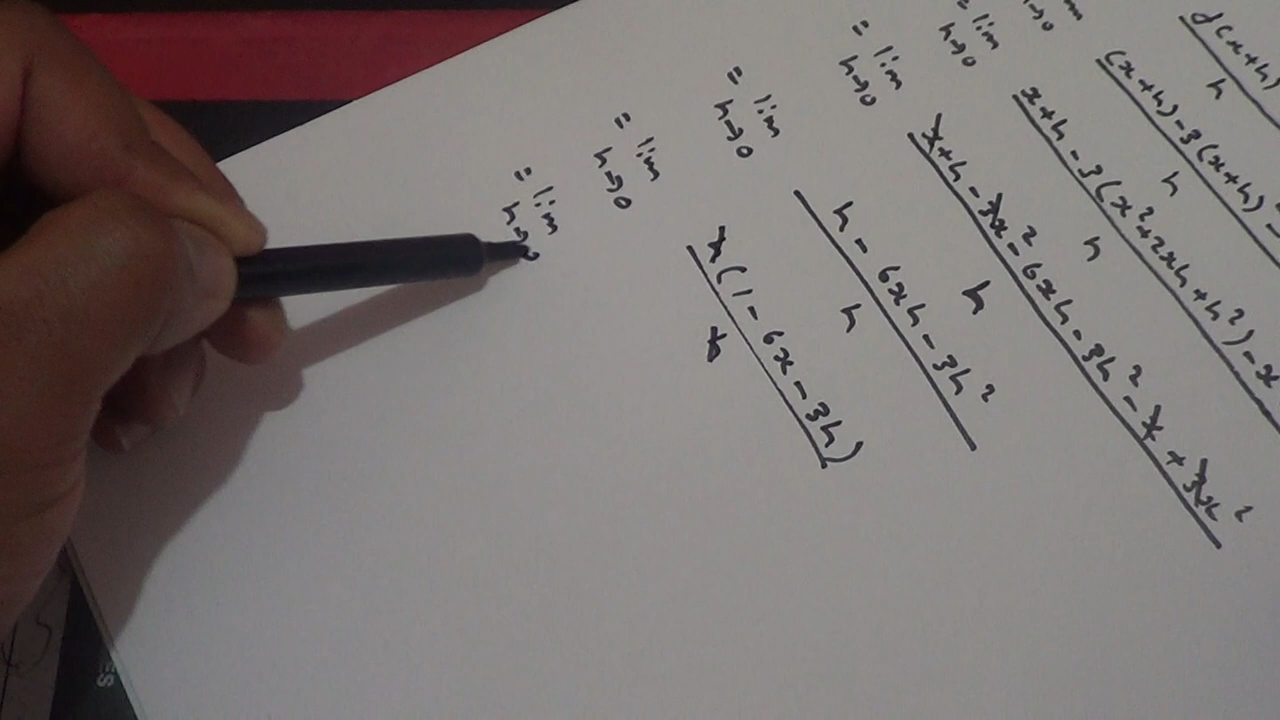 f(x+h)
h
lim
h→0
(x+h)-3(x+h)
h
= lim
h→0
x+h-3(x²+2xh+h²)-x
h
= lim
h→0
x+h-3x²-6xh-3h²-x+3x²
h
= lim
h→0
h-6xh-3h²
h
= lim
h→0
h(1-6x-3h)
h
= lim
h→0